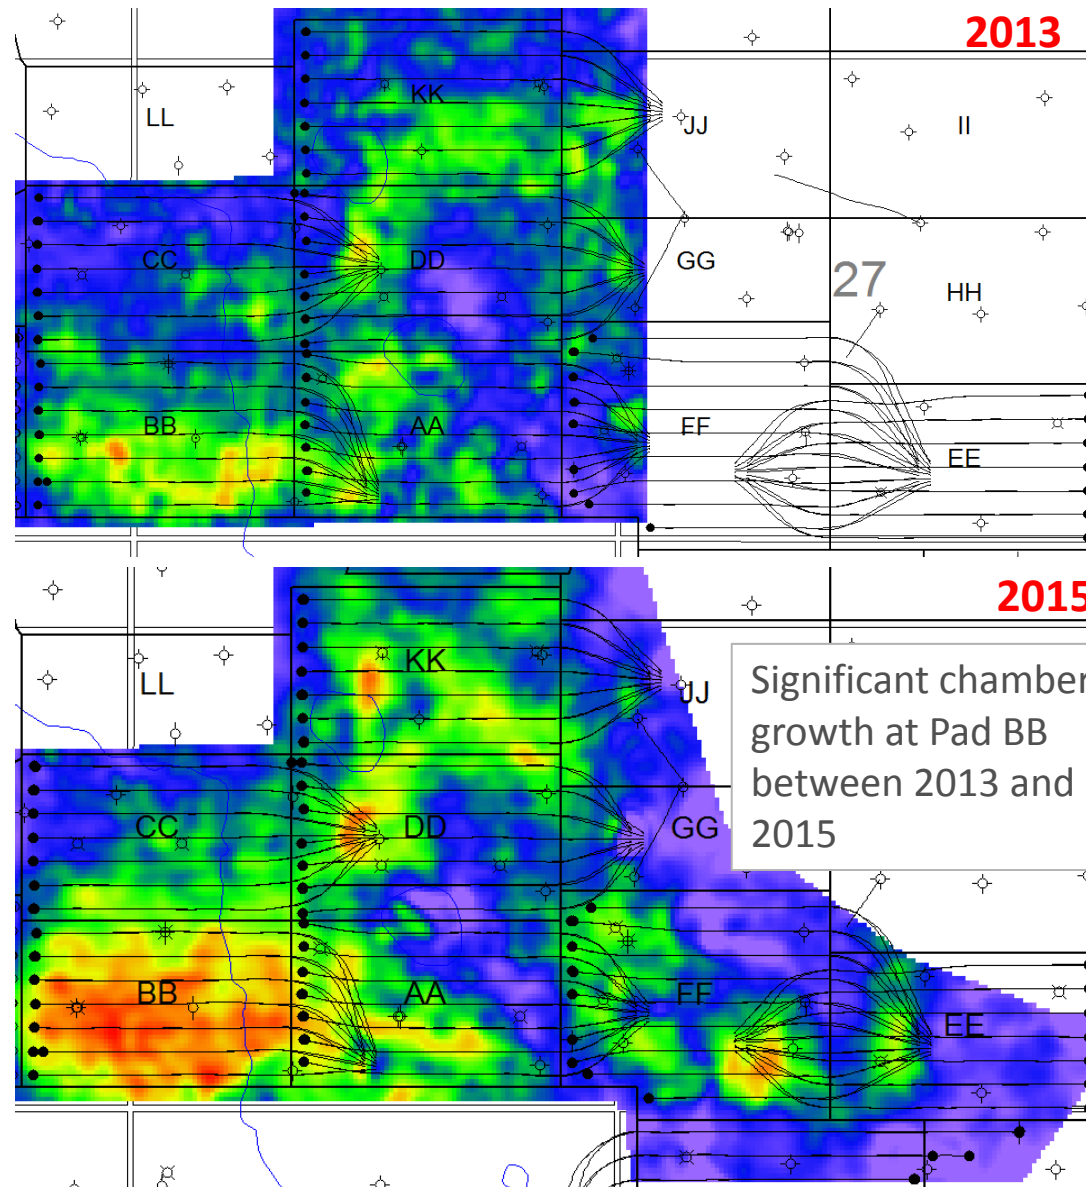 2013
KK
LL
JJ
II
CC
DD
GG
27
HH
BB
AA
FF
EE
2015
KK
LL
JJ
Significant chamber
growth at Pad BB
between 2013 and
2015
CC
DD
GG
BB
AA
FF
EE